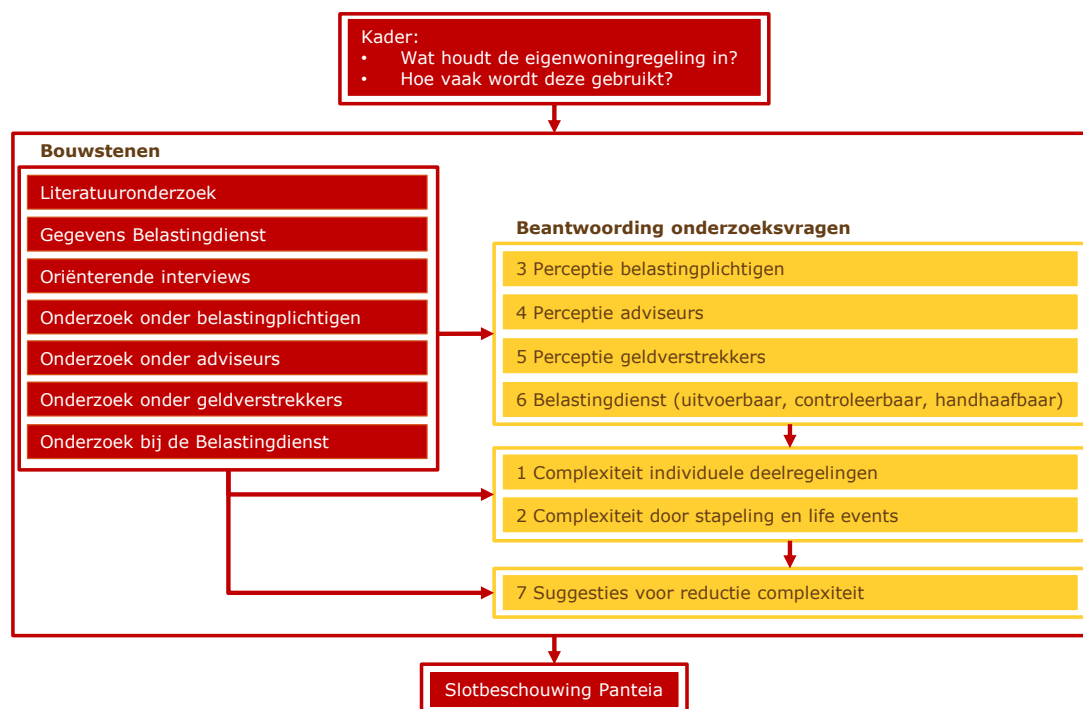 Kader:
• Wat houdt de eigenwoningregeling in?
• Hoe vaak wordt deze gebruikt?
Bouwstenen
Literatuuronderzoek
Gegevens Belastingdienst
Oriënterende interviews
Onderzoek onder belastingplichtigen
Onderzoek onder adviseurs
Onderzoek onder geldverstrekkers
Onderzoek bij de Belastingdienst
Beantwoording onderzoeksvragen
3 Perceptie belastingplichtigen
4 Perceptie adviseurs
5 Perceptie geldverstrekkers
6 Belastingdienst (uitvoerbaar, controleerbaar, handhaafbaar)
1 Complexiteit individuele deelregelingen
2 Complexiteit door stapeling en life events
7 Suggesties voor reductie complexiteit
Slotbeschouwing Panteia